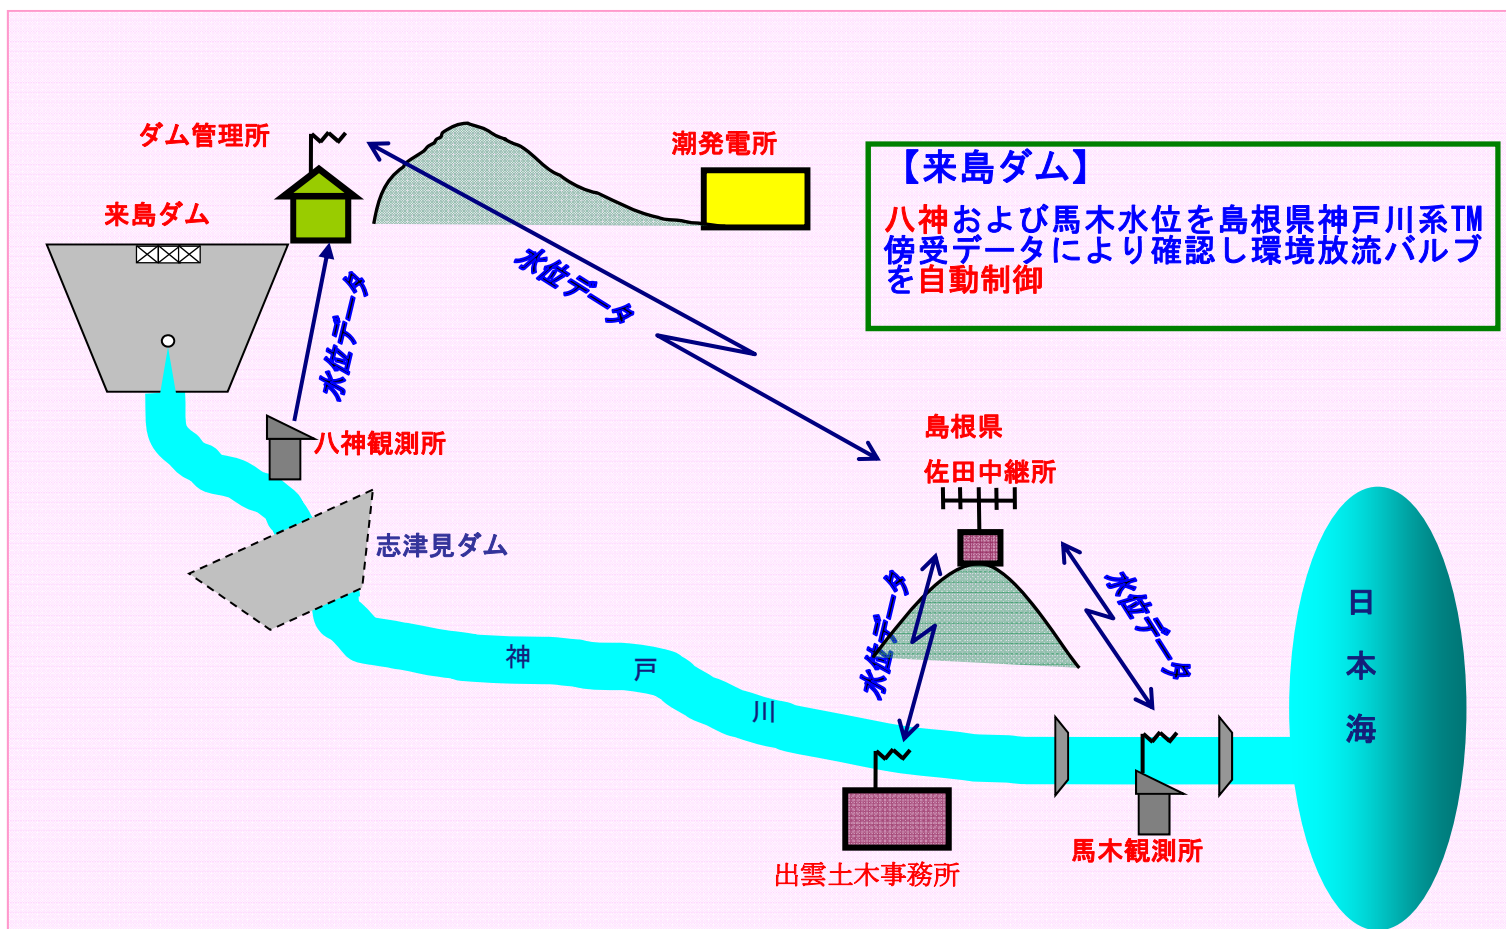 ダム管理所
潮発電所
【来島ダム】
八神および馬木水位を島根県神戸川系TM
傍受データにより確認し環境放流バルブ
を自動制御
来島ダム
水位データ
水位データ
八神観測所
島根県
佐田中継所
志津見ダム
水位データ
水位データ
神戸川
日本海
出雲土木事務所
馬木観測所